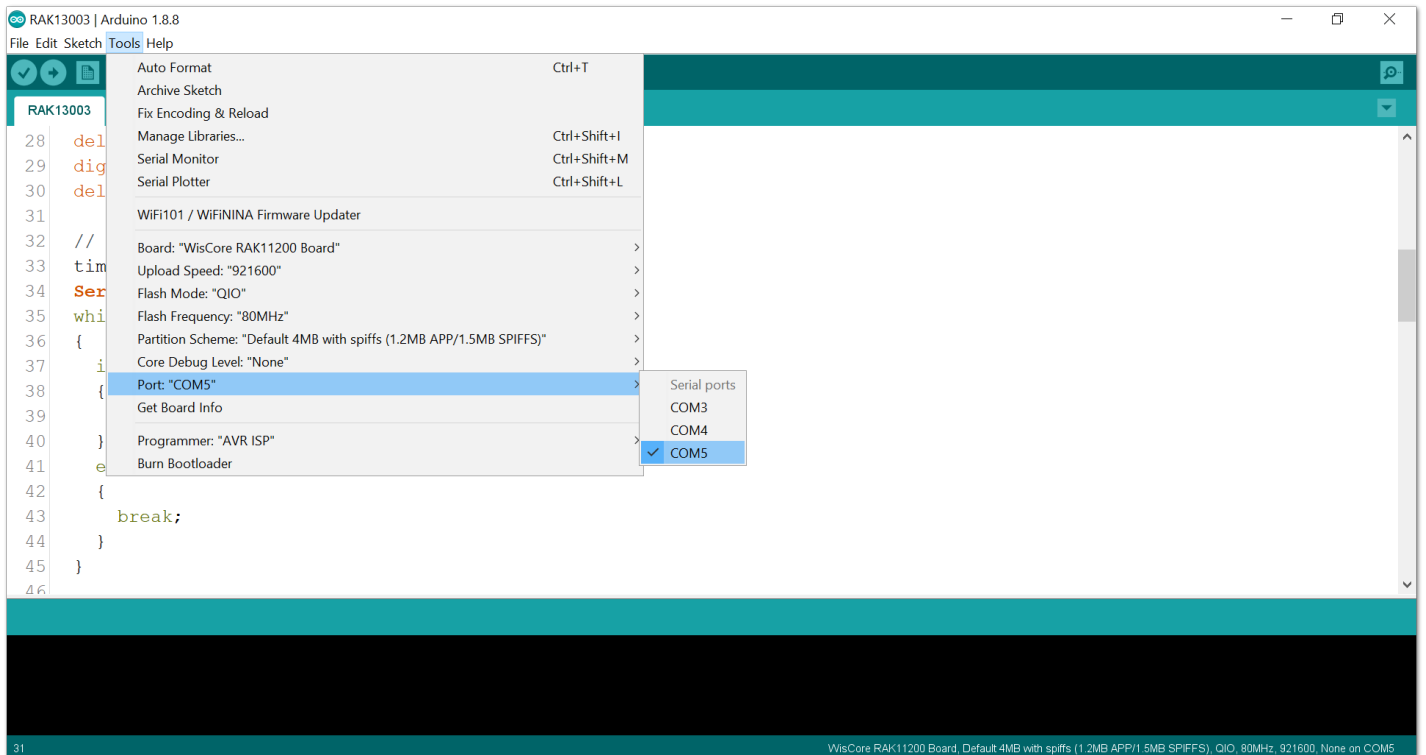 RAK13003 | Arduino 1.8.8
File Edit Sketch Tools Help
RAK13003
Auto Format Ctrl+T
Archive Sketch
Fix Encoding & Reload
Manage Libraries... Ctrl+Shift+I
Serial Monitor Ctrl+Shift+M
Serial Plotter Ctrl+Shift+L
WiFi101 / WiFiNINA Firmware Updater
Board: "WisCore RAK11200 Board"
Upload Speed: "921600"
Flash Mode: "QIO"
Flash Frequency: "80MHz"
Partition Scheme: "Default 4MB with spiffs (1.2MB APP/1.5MB SPIFFS)"
Core Debug Level: "None"
Port: "COM5"
Get Board Info
Programmer: "AVR ISP"
Burn Bootloader
Serial ports
COM3
COM4
COM5
28 del
29 dig
30 del
31
32 //
33 tim
34 Ser
35 whi
36 {
37 i
38 {
39
40 }
41 e
42 {
43 break;
44 }
45 }
46
31 WisCore RAK11200 Board, Default 4MB with spiffs (1.2MB APP/1.5MB SPIFFS), QIO, 80MHz, 921600, None on COM5